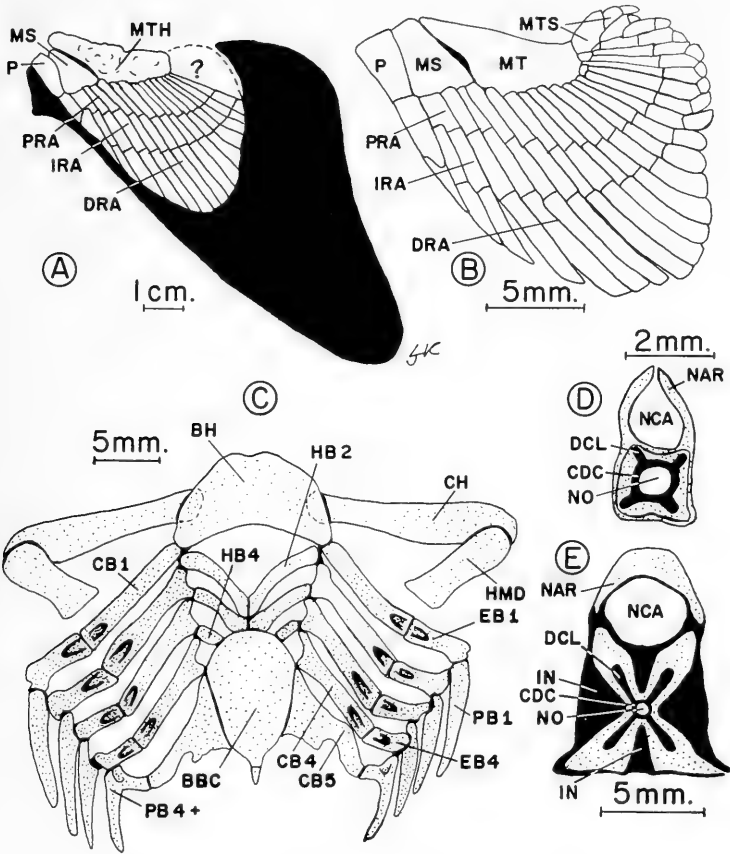 MS
MTH
P
?
PRA
IRA
DRA
A
1 cm.
MTS
P
MS
MT
PRA
IRA
DRA
B
5mm.
C
5mm.
BH
HB2
CH
CB1
HB4
HMD
EB1
PB1
EB4
CB4
CB5
BBC
PB4+
2mm.
D
NAR
NCA
DCL
CDC
NO
E
NAR
NCA
DCL
IN
CDC
NO
IN
5mm.